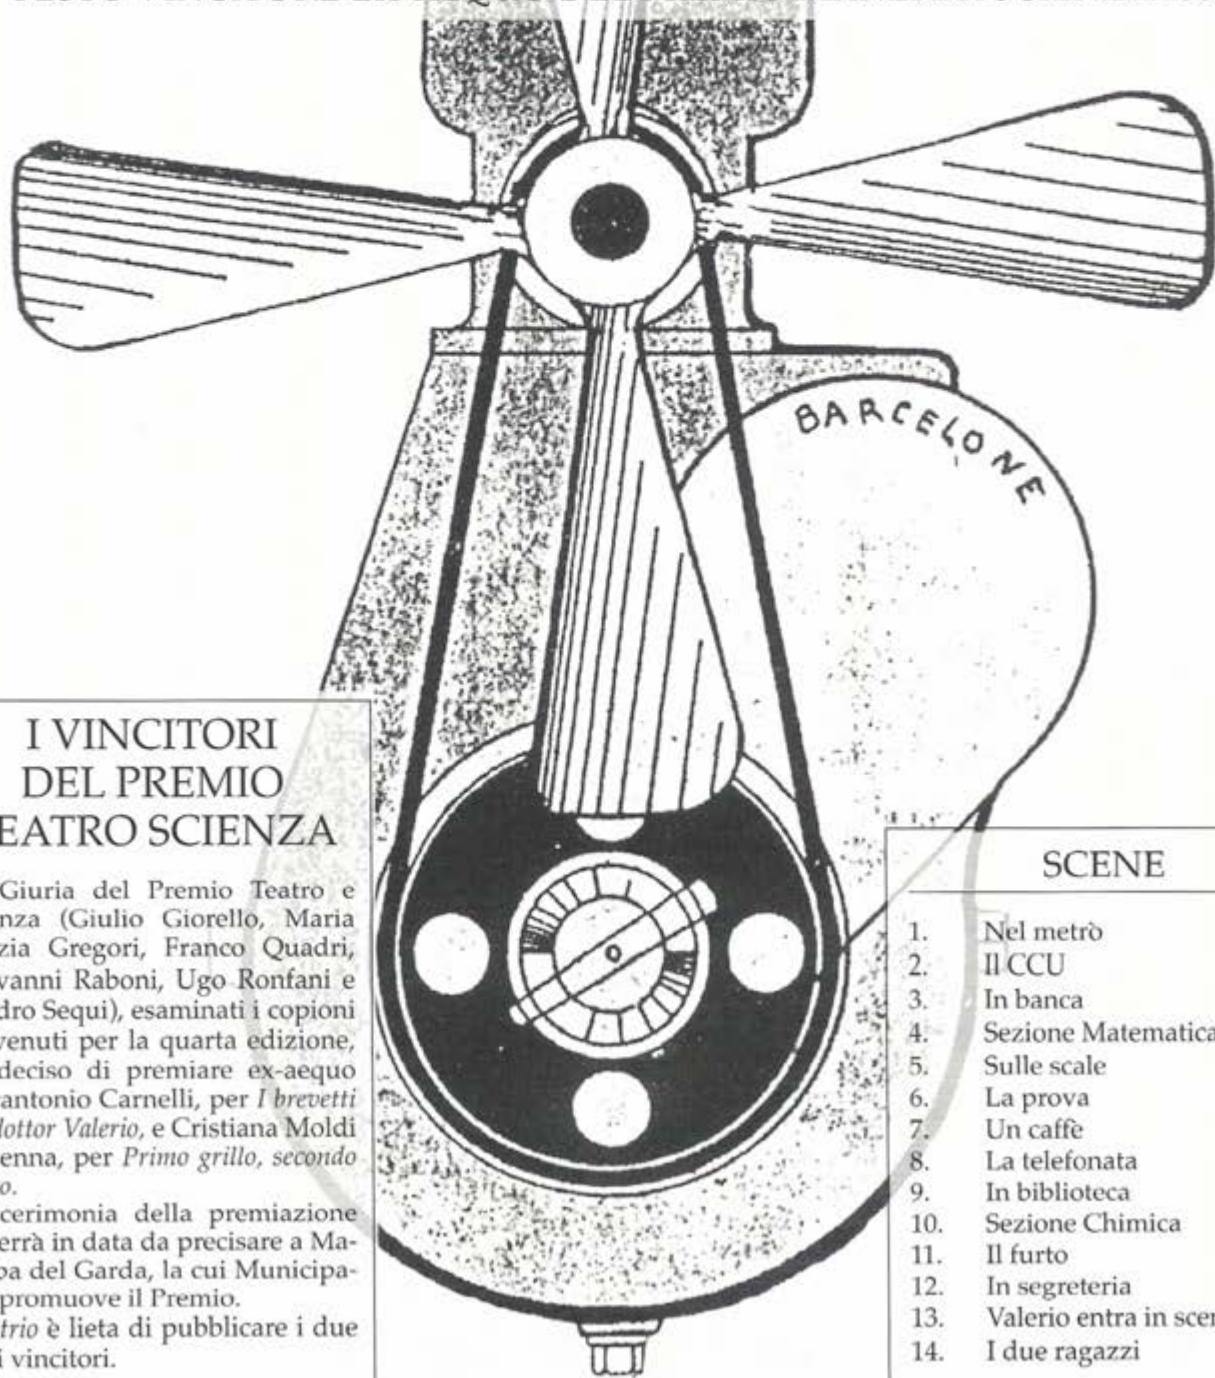 BARCELONE
I VINCITORI
DEL PREMIO
EATRO SCIENZA
Giuria del Premio Teatro e
nza (Giulio Giorello, Maria
zia Gregori, Franco Quadri,
vanni Raboni, Ugo Ronfani e
dro Sequi), esaminati i copioni
venuti per la quarta edizione,
deciso di premiare ex-aequo
antonio Carnelli, per I brevetti
lottor Valerio, e Cristiana Moldi
enna, per Primo grillo, secondo
o.
cerimonia della premiazione
errà in data da precisare a Ma-
ba del Garda, la cui Municipa-
promuove il Premio.
trio è lieta di pubblicare i due
i vincitori.
SCENE
1. Nel metrò
2. Il CCU
3. In banca
4. Sezione Matematica
5. Sulle scale
6. La prova
7. Un caffè
8. La telefonata
9. In biblioteca
10. Sezione Chimica
11. Il furto
12. In segreteria
13. Valerio entra in scen
14. I due ragazzi